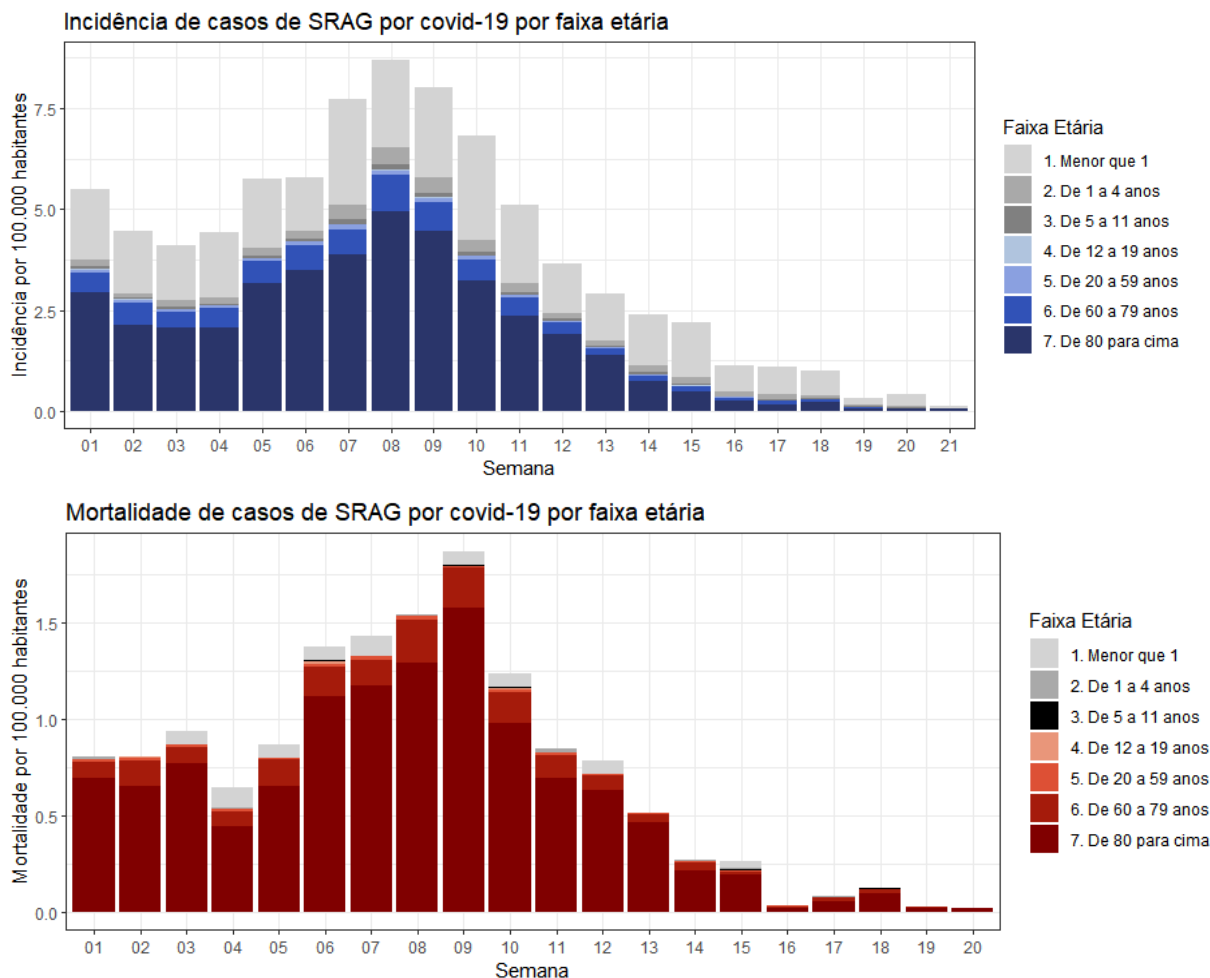 Incidência de casos de SRAG por covid-19 por faixa etária
Incidência por 100.000 habitantes
7.5
5.0
2.5
0.0
01 02 03 04 05 06 07 08 09 10 11 12 13 14 15 16 17 18 19 20 21
Semana
Faixa Etária
1. Menor que 1
2. De 1 a 4 anos
3. De 5 a 11 anos
4. De 12 a 19 anos
5. De 20 a 59 anos
6. De 60 a 79 anos
7. De 80 para cima
Mortalidade de casos de SRAG por covid-19 por faixa etária
Mortalidade por 100.000 habitantes
1.5
1.0
0.5
0.0
01 02 03 04 05 06 07 08 09 10 11 12 13 14 15 16 17 18 19 20
Semana
Faixa Etária
1. Menor que 1
2. De 1 a 4 anos
3. De 5 a 11 anos
4. De 12 a 19 anos
5. De 20 a 59 anos
6. De 60 a 79 anos
7. De 80 para cima